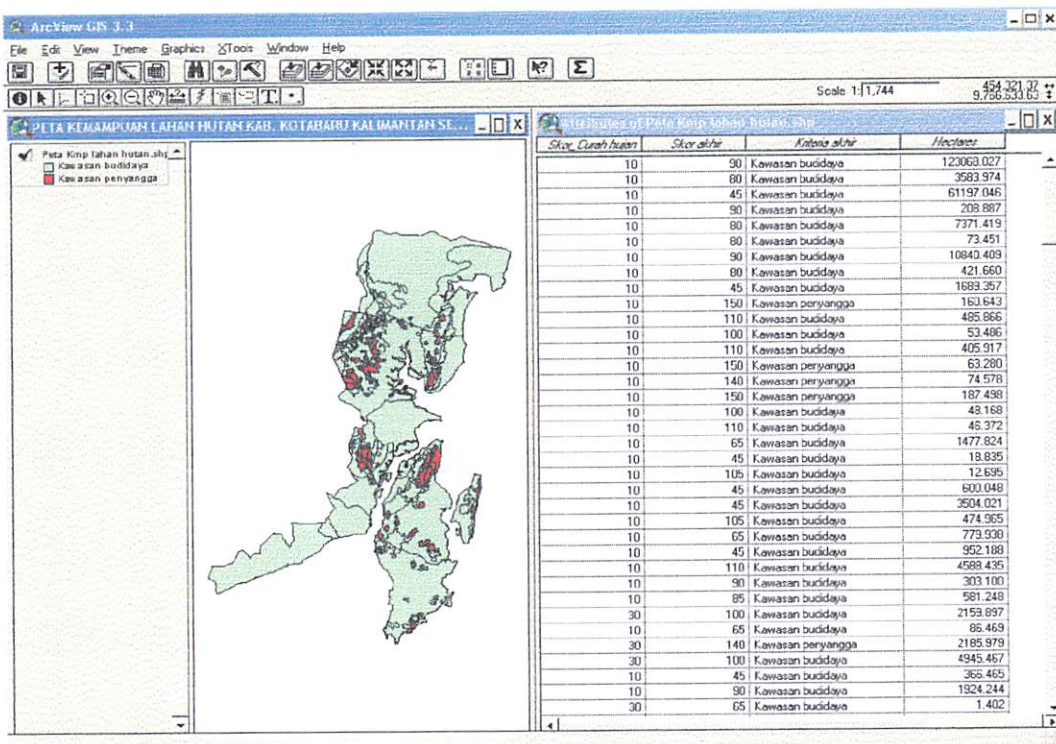 ArcView GIS 3.3
File Edit View Theme Graphics XTools Window Help
Scale 1: 1,744
454,321.37
9,766,633.63
PETA KEMAMPUAN LAHAN HUTAN KAB. KOTABARU KALIMANTAN SE...
Peta Kmp lahan hutan.shp
Kawasan budidaya
Kawasan penyangga
Attributes of Peta Kmp lahan hutan.shp
Skor_Curah hujan Skor akhir Kriteria akhir Hectares
10 90 Kawasan budidaya 123068.027
10 80 Kawasan budidaya 3583.974
10 45 Kawasan budidaya 61197.046
10 90 Kawasan budidaya 208.887
10 80 Kawasan budidaya 7371.419
10 80 Kawasan budidaya 73.451
10 90 Kawasan budidaya 10840.409
10 80 Kawasan budidaya 421.660
10 45 Kawasan budidaya 1689.357
10 150 Kawasan penyangga 160.643
10 110 Kawasan budidaya 485.866
10 100 Kawasan budidaya 53.486
10 110 Kawasan budidaya 405.917
10 150 Kawasan penyangga 63.280
10 140 Kawasan penyangga 74.578
10 150 Kawasan penyangga 187.498
10 100 Kawasan budidaya 48.168
10 110 Kawasan budidaya 46.372
10 65 Kawasan budidaya 1477.824
10 45 Kawasan budidaya 18.835
10 105 Kawasan budidaya 12.695
10 45 Kawasan budidaya 600.048
10 45 Kawasan budidaya 3504.021
10 105 Kawasan budidaya 474.965
10 65 Kawasan budidaya 779.930
10 45 Kawasan budidaya 952.188
10 110 Kawasan budidaya 4588.435
10 90 Kawasan budidaya 303.100
10 85 Kawasan budidaya 581.248
30 100 Kawasan budidaya 2159.897
10 65 Kawasan budidaya 86.469
30 140 Kawasan penyangga 2185.979
30 100 Kawasan budidaya 4945.467
10 45 Kawasan budidaya 366.465
10 90 Kawasan budidaya 1924.244
30 65 Kawasan budidaya 1.402